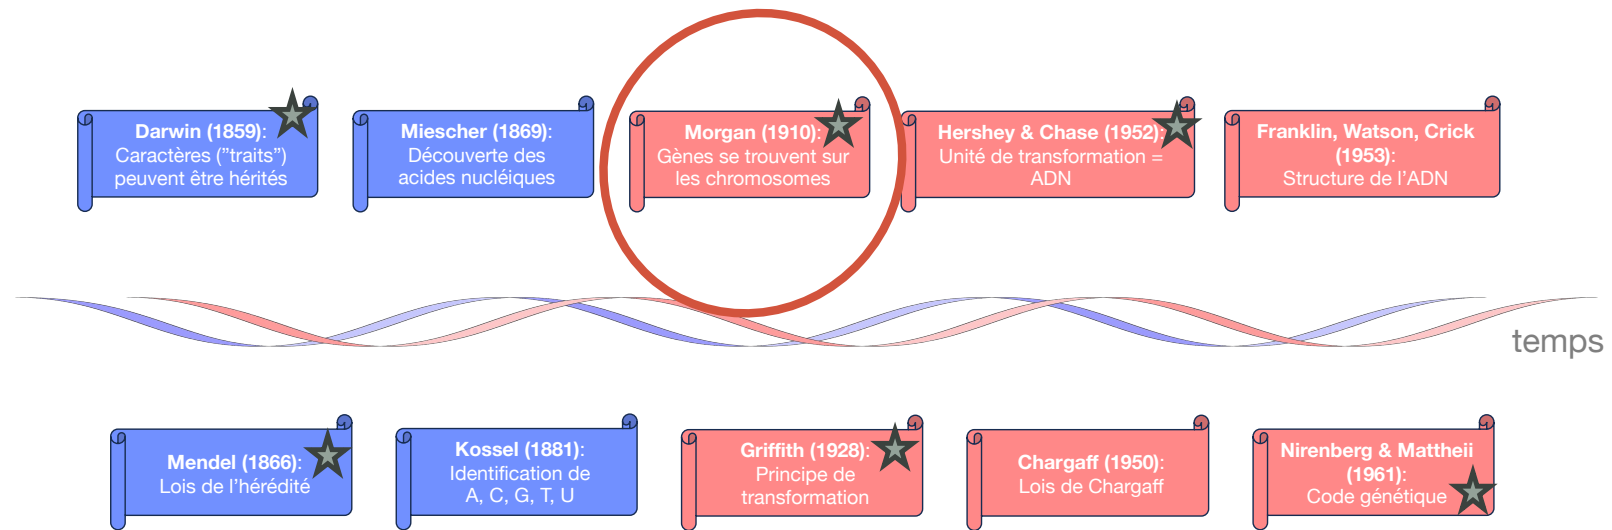 Darwin (1859):
Caractères ("traits")
peuvent être hérités
Miescher (1869):
Découverte des
acides nucléiques
Morgan (1910):
Gènes se trouvent sur
les chromosomes
Hershey & Chase (1952):
Unité de transformation =
ADN
Franklin, Watson, Crick
(1953):
Structure de l'ADN
temps
Mendel (1866):
Lois de l'hérédité
Kossel (1881):
Identification de
A, C, G, T, U
Griffith (1928):
Principe de
transformation
Chargaff (1950):
Lois de Chargaff
Nirenberg & Mattheii
(1961):
Code génétique